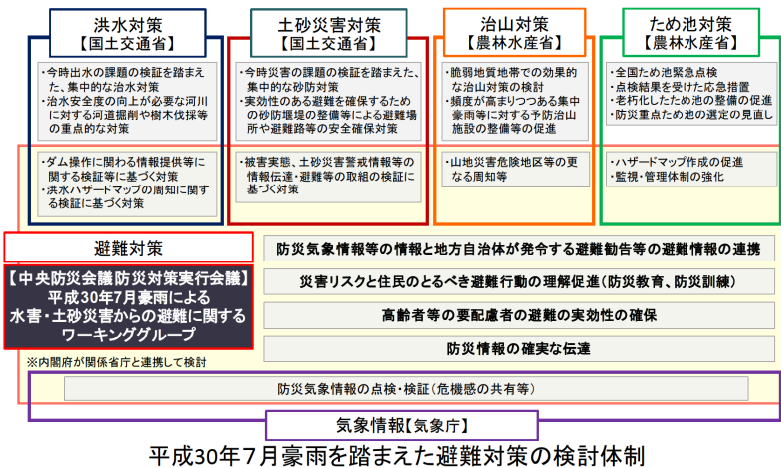 洪水対策
【国土交通省】
・今時出水の課題の検証を踏まえ
た、集中的な治水対策
・治水安全度の向上が必要な河川
に対する河道掘削や樹木伐採等
の重点的な対策
・ダム操作に関わる情報提供等に
関する検証等に基づく対策
・洪水ハザードマップの周知に関す
る検証に基づく対策
土砂災害対策
【国土交通省】
・今時災害の課題の検証を踏まえた、
集中的な砂防対策
・実効性のある避難を確保するため
の砂防堰堤の整備等による避難場
所や避難路等の安全確保対策
・被害実態、土砂災害警戒情報等の
情報伝達・避難等の取組の検証に
基づく対策
治山対策
【農林水産省】
・脆弱地質地帯での効果的
な治山対策の検討
・頻度が高まりつつある集中
豪雨等に対する予防治山
施設の整備等の促進
・山地災害危険地区等の更
なる周知等
ため池対策
【農林水産省】
・全国ため池緊急点検
・点検結果を受けた応急措置
・老朽化したため池の整備の促進
・防災重点ため池の選定の見直し
・ハザードマップ作成の促進
・監視・管理体制の強化
避難対策
【中央防災会議防災対策実行会議】
平成30年7月豪雨による
水害・土砂災害からの避難に関する
ワーキンググループ
※内閣府が関係省庁と連携して検討
防災気象情報等の情報と地方自治体が発令する避難勧告等の避難情報の連携
災害リスクと住民のとるべき避難行動の理解促進(防災教育、防災訓練)
高齢者等の要配慮者の避難の実効性の確保
防災情報の確実な伝達
防災気象情報の点検・検証(危機感の共有等)
気象情報【気象庁】
平成30年7月豪雨を踏まえた避難対策の検討体制